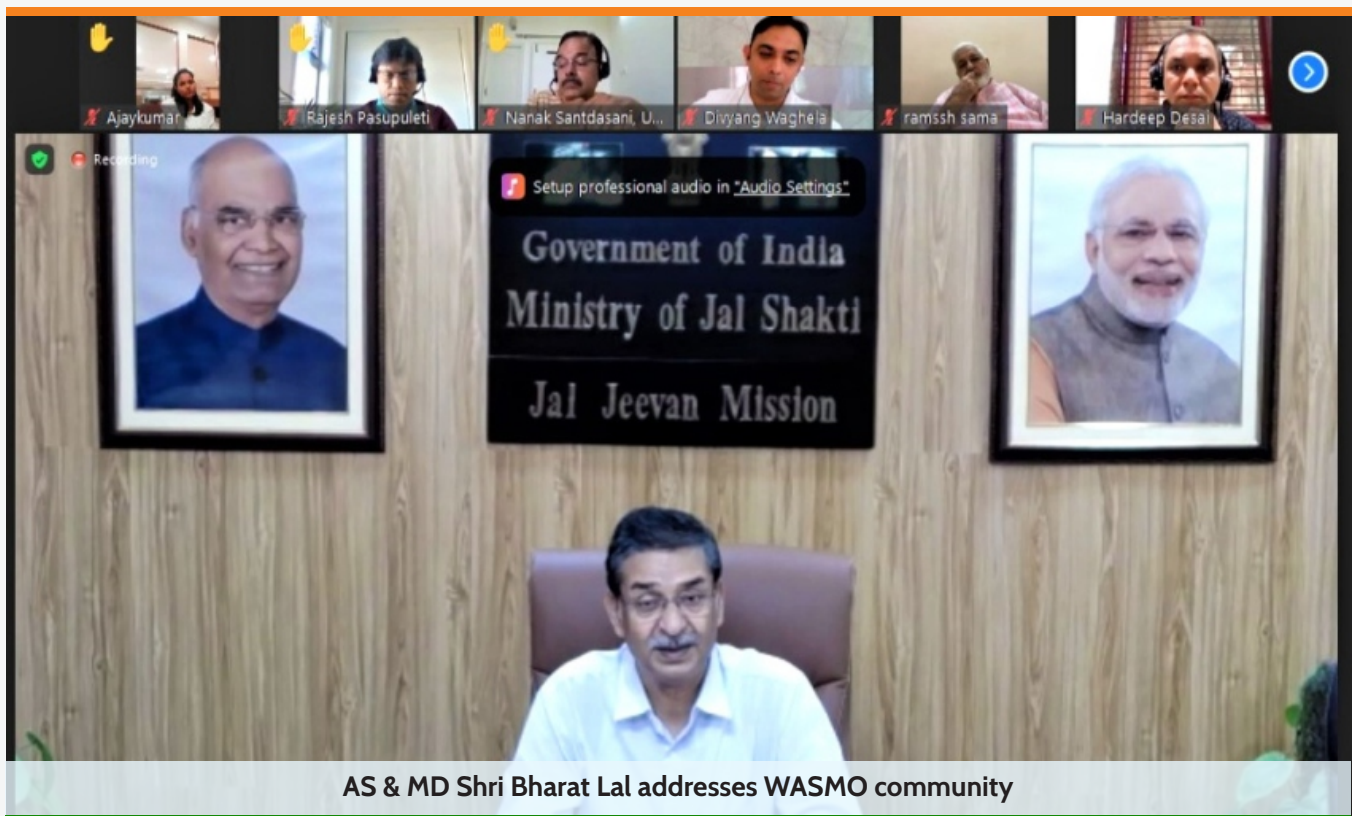 Ajaykumar
Rajesh Pasupuleti
Nanak Santdasani, U...
Divyang Waghela
ramssh sama
Hardeep Desai
Recording
Setup professional audio in "Audio Settings"
Government of India
Ministry of Jal Shakti
Jal Jeevan Mission
AS & MD Shri Bharat Lal addresses WASMO community